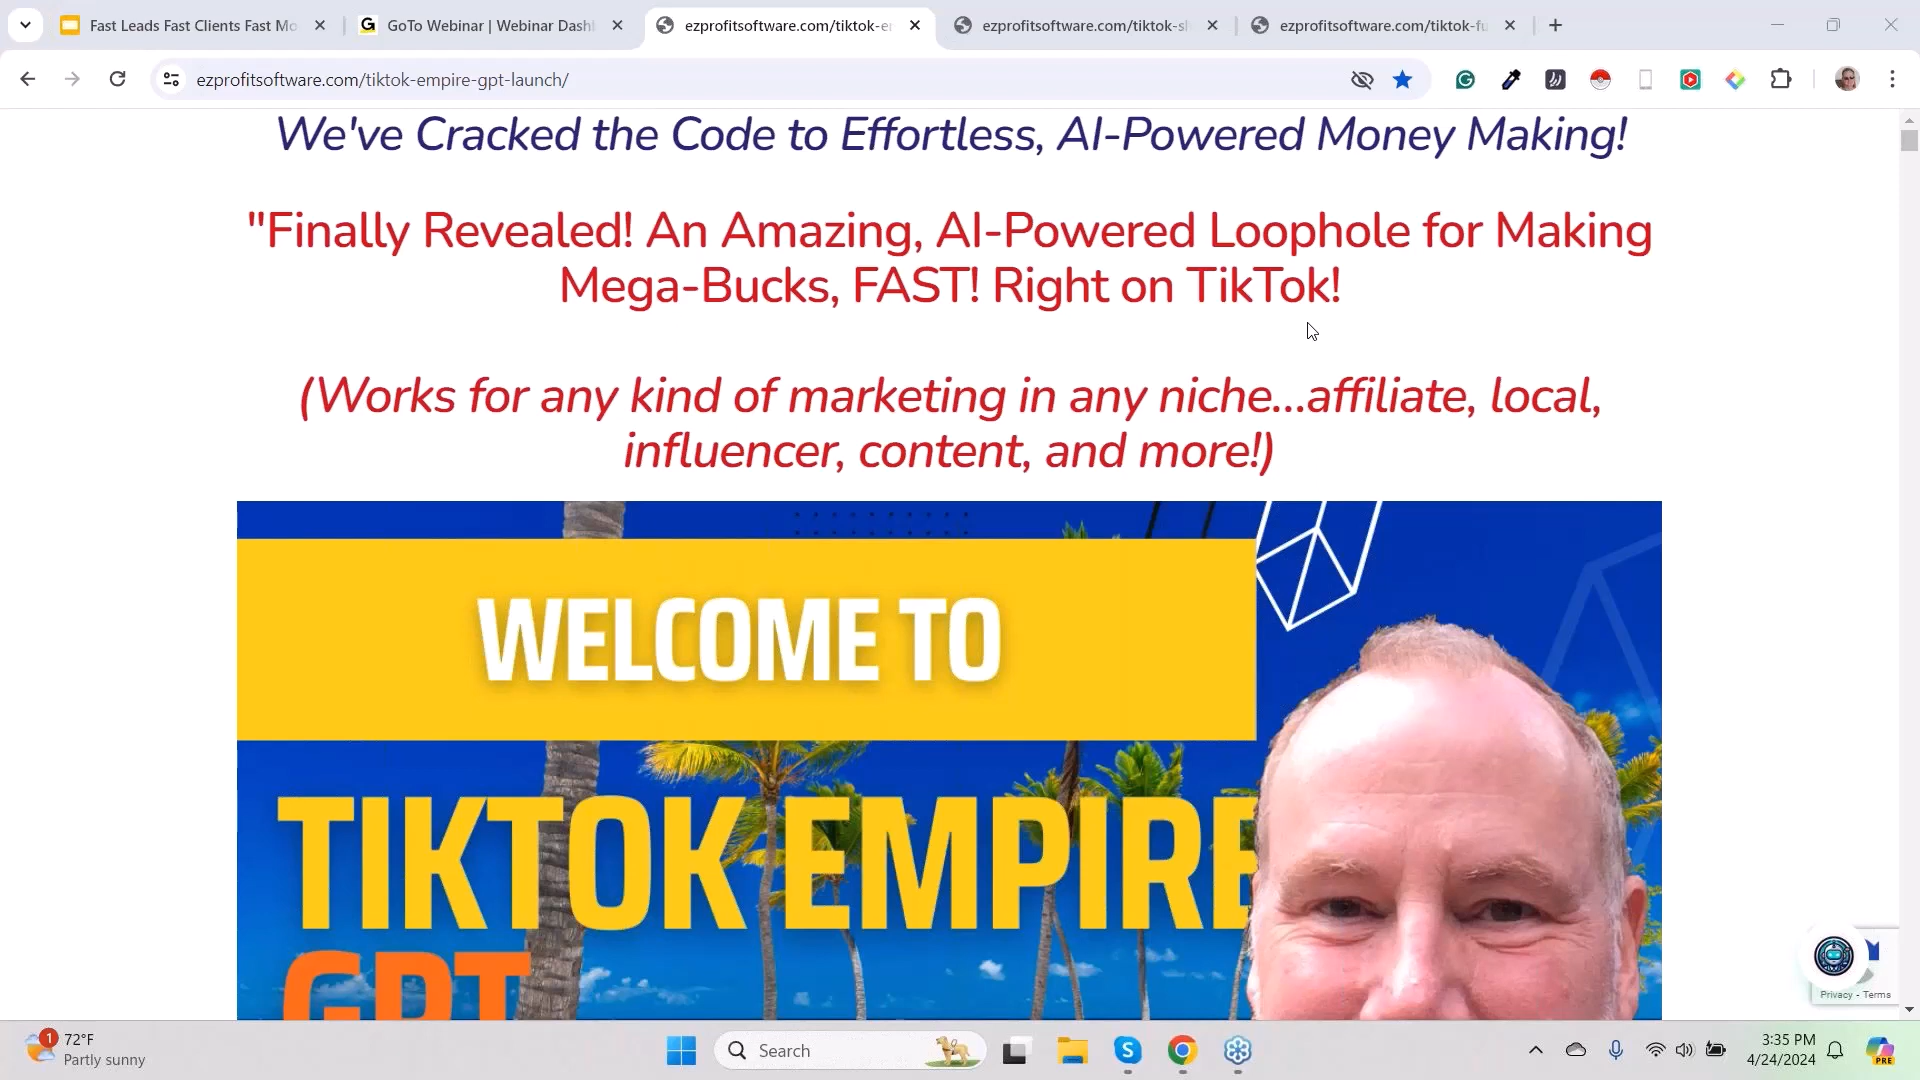 Fast Leads Fast Clients Fast Mo
GoTo Webinar | Webinar Dash
ezprofitsoftware.com/tiktok-e
ezprofitsoftware.com/tiktok-s
ezprofitsoftware.com/tiktok-fu
ezprofitsoftware.com/tiktok-empire-gpt-launch/
We've Cracked the Code to Effortless, AI-Powered Money Making!
"Finally Revealed! An Amazing, AI-Powered Loophole for Making
Mega-Bucks, FAST! Right on TikTok!
(Works for any kind of marketing in any niche...affiliate, local,
influencer, content, and more!)
WELCOME TO
TIKTOK EMPIRE
GPT
Privacy - Terms
1
72°F
Partly sunny
Search
3:35 PM
4/24/2024
PRE